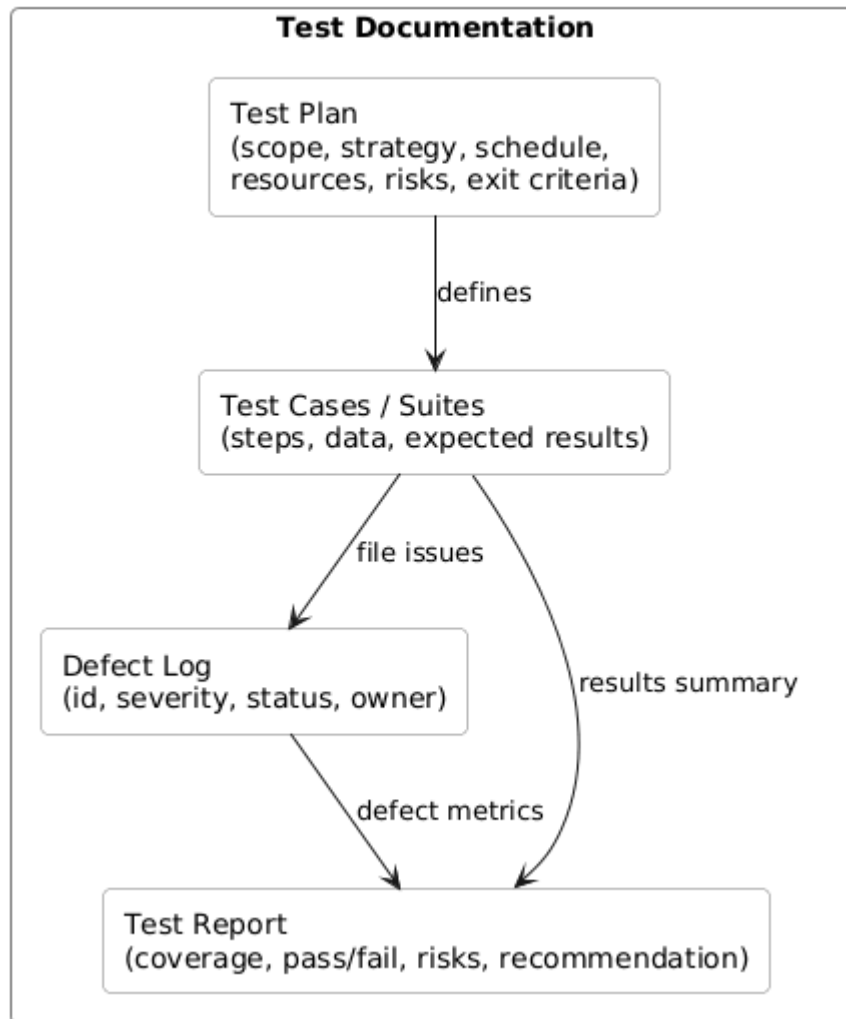 Test Documentation
Test Plan
(scope, strategy, schedule,
resources, risks, exit criteria)
defines
Test Cases / Suites
(steps, data, expected results)
file issues
Defect Log
(id, severity, status, owner)
results summary
defect metrics
Test Report
(coverage, pass/fail, risks, recommendation)